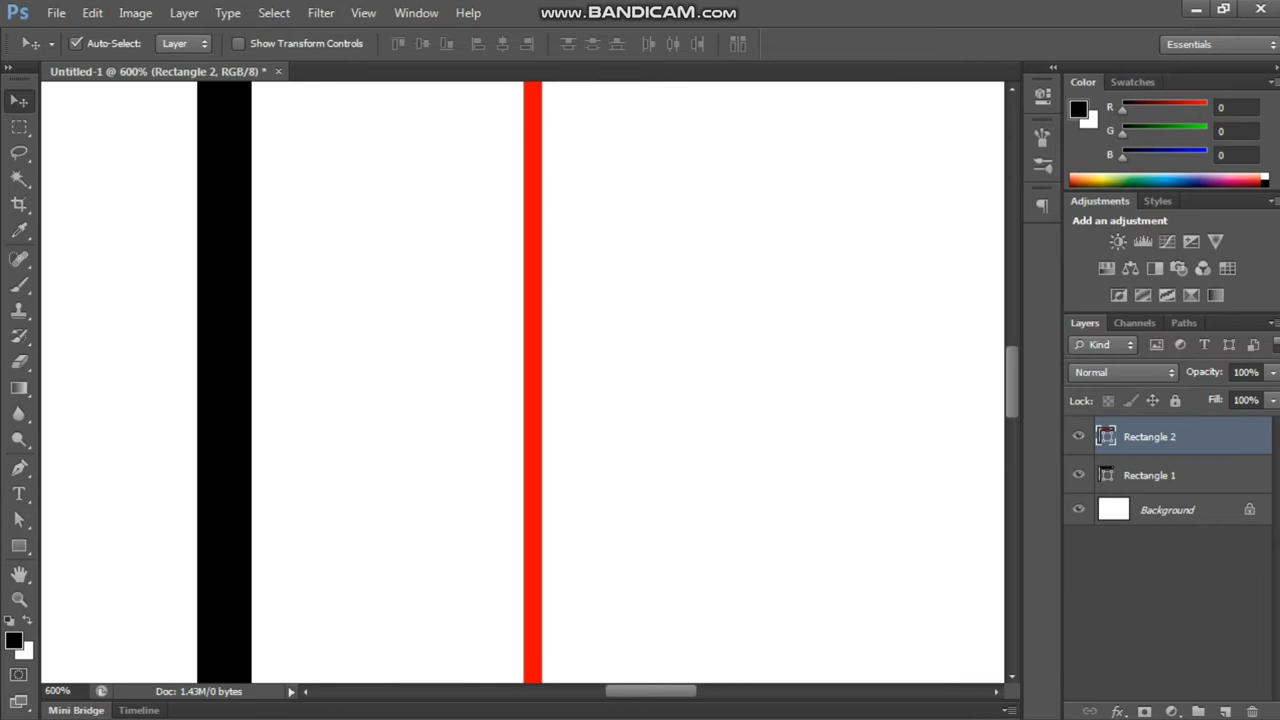 Ps File Edit Image Layer Type Select Filter View Window Help www.BANDICAM.com
Auto-Select: Layer Show Transform Controls Essentials
Untitled-1 @ 600% (Rectangle 2, RGB/8) *
Color Swatches
R 0
G 0
B 0
Adjustments Styles
Add an adjustment
Layers Channels Paths
Kind
Normal Opacity: 100%
Lock: Fill: 100%
Rectangle 2
Rectangle 1
Background
600% Doc: 1.43M/0 bytes
Mini Bridge Timeline